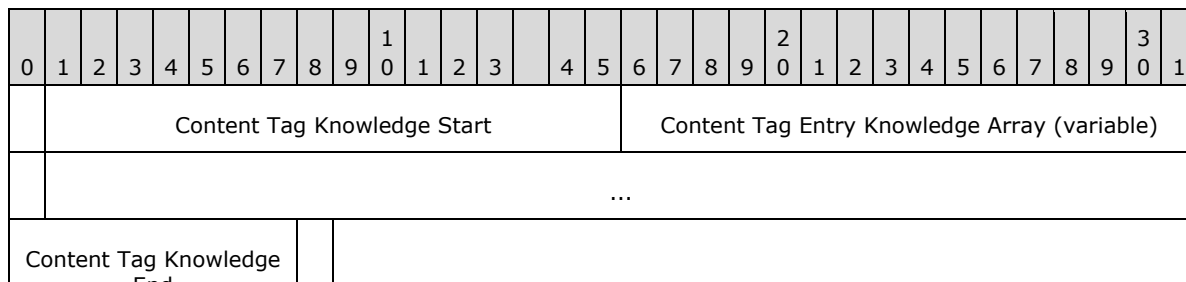 1 2 3
0 1 2 3 4 5 6 7 8 9 0 1 2 3 4 5 6 7 8 9 0 1 2 3 4 5 6 7 8 9 0 1
Content Tag Knowledge Start Content Tag Entry Knowledge Array (variable)
...
Content Tag Knowledge
End